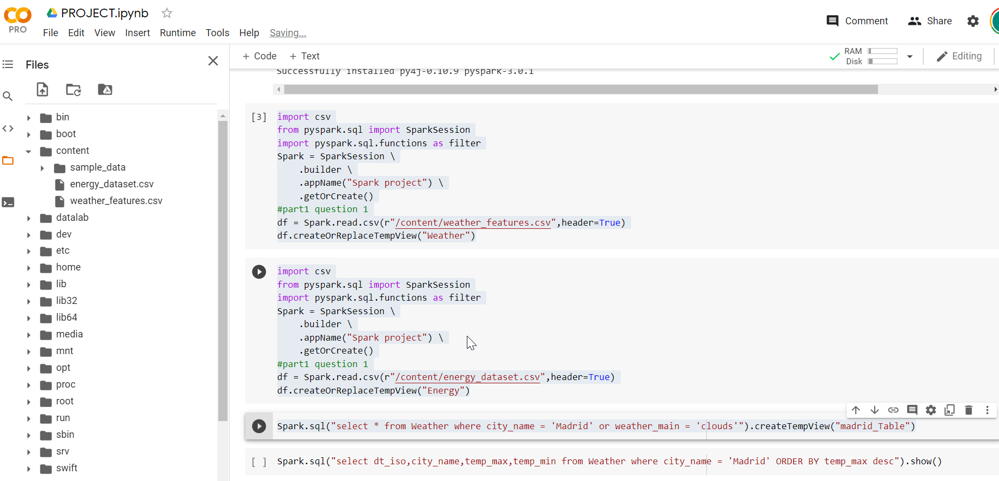 PROJECT.ipynb
PRO
File Edit View Insert Runtime Tools Help Saving...
Comment Share
Files
+ Code + Text
RAM
Disk
Editing
bin
boot
content
sample_data
energy_dataset.csv
weather_features.csv
datalab
dev
etc
home
lib
lib32
lib64
media
mnt
opt
proc
root
run
sbin
srv
swift
Successfully installed py4j-0.10.9 pyspark-3.0.1
[3] import csv
from pyspark.sql import SparkSession
import pyspark.sql.functions as filter
Spark = SparkSession \
    .builder \
    .appName("Spark project") \
    .getOrCreate()
#part1 question 1
df = Spark.read.csv(r"/content/weather_features.csv",header=True)
df.createOrReplaceTempView("Weather")
import csv
from pyspark.sql import SparkSession
import pyspark.sql.functions as filter
Spark = SparkSession \
    .builder \
    .appName("Spark project") \
    .getOrCreate()
#part1 question 1
df = Spark.read.csv(r"/content/energy_dataset.csv",header=True)
df.createOrReplaceTempView("Energy")
Spark.sql("select * from Weather where city_name = 'Madrid' or weather_main = 'clouds'").createTempView("madrid_Table")
[ ] Spark.sql("select dt_iso,city_name,temp_max,temp_min from Weather where city_name = 'Madrid' ORDER BY temp_max desc").show()